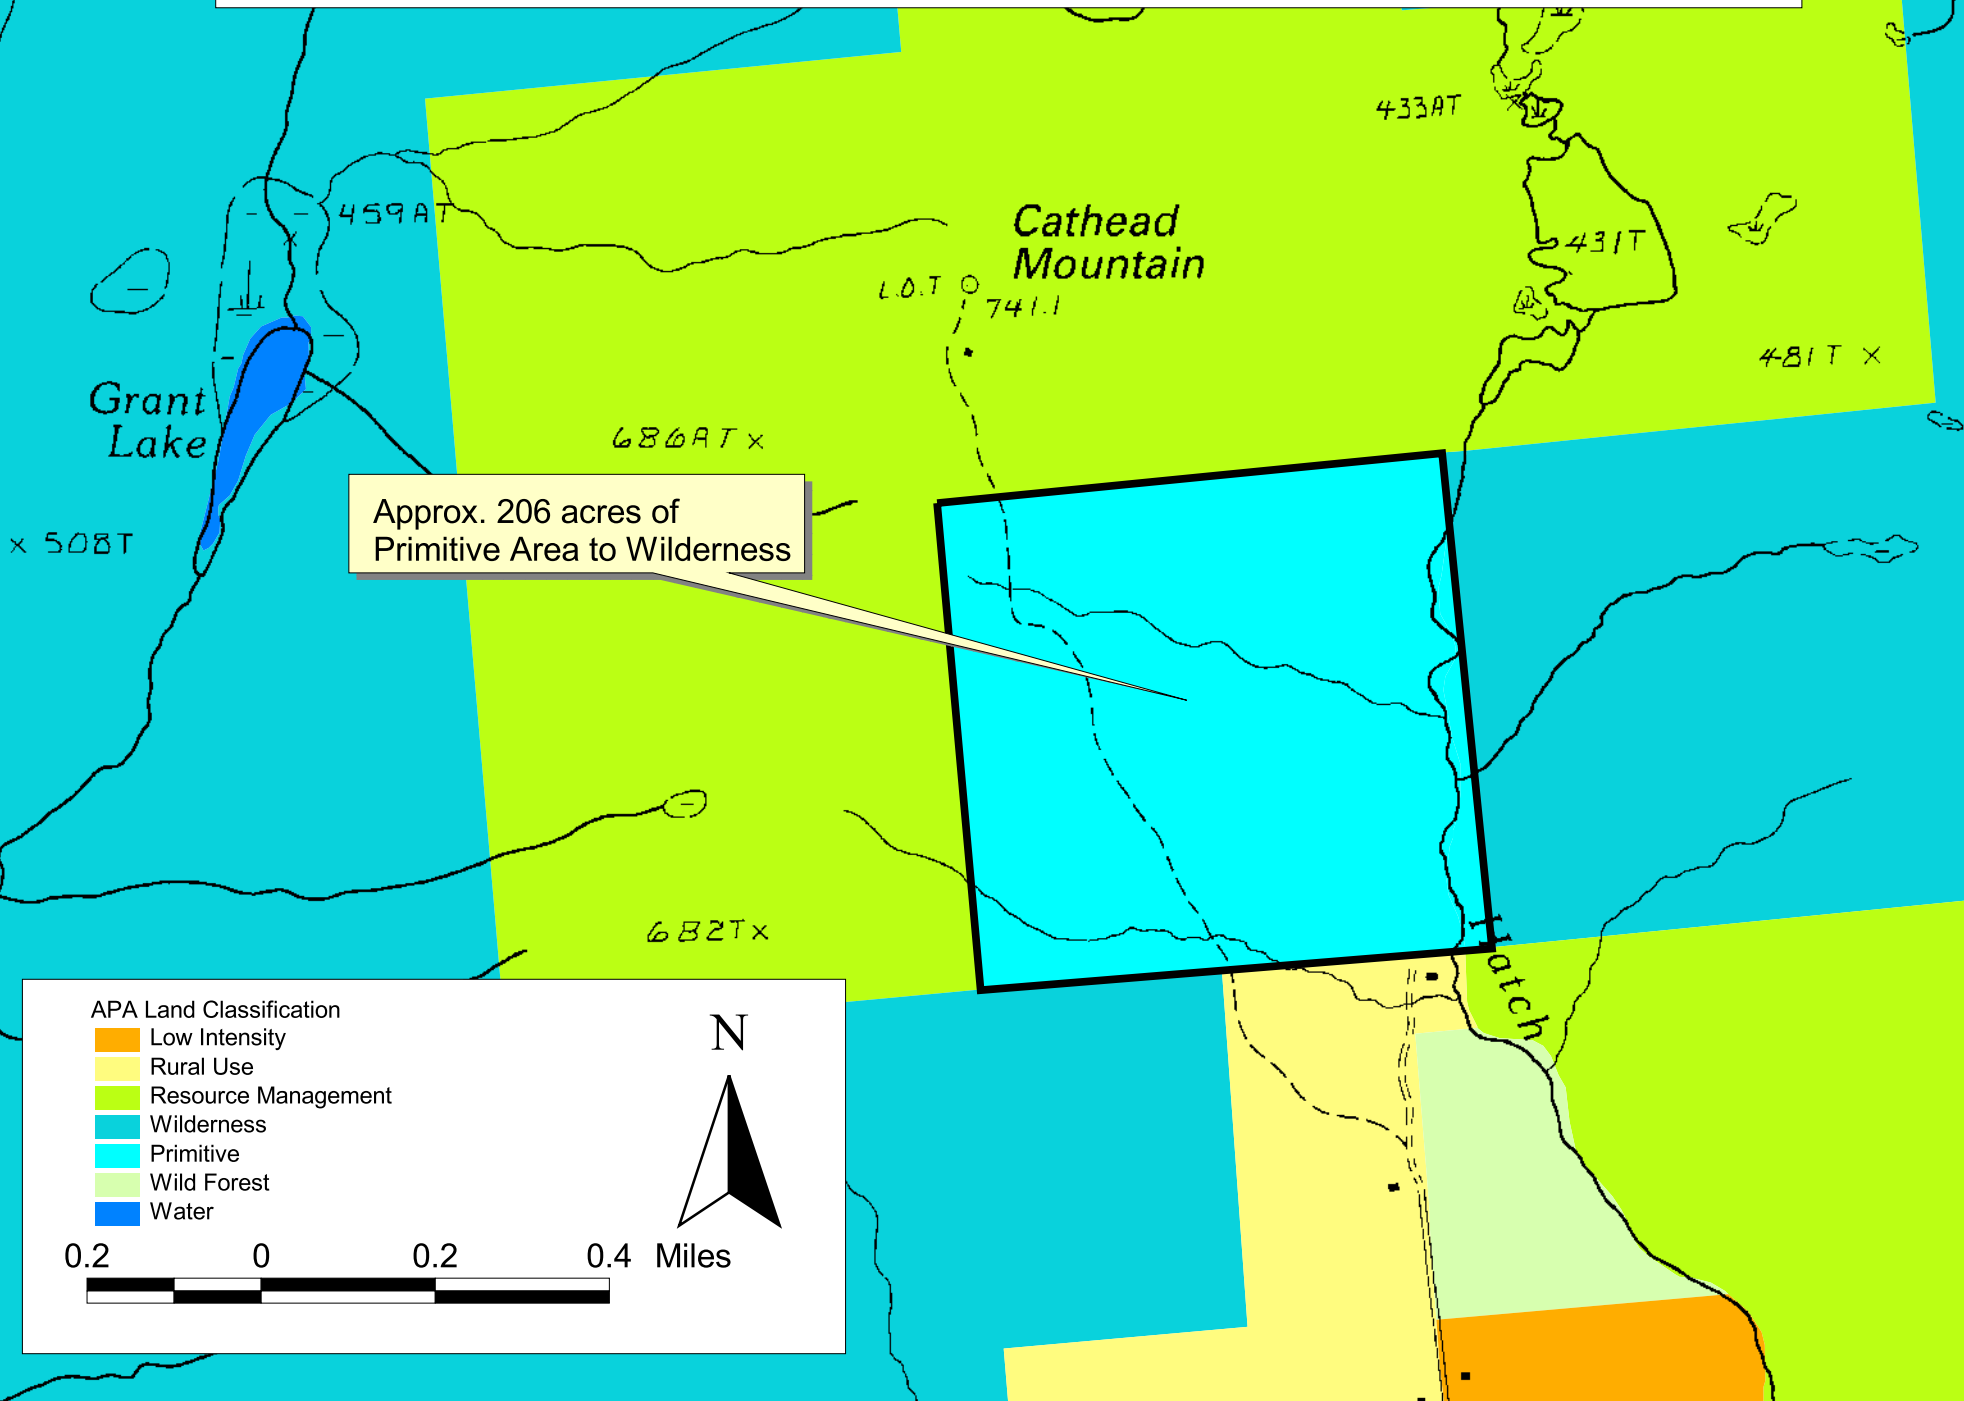 433AT
459AT
Cathead
Mountain
431T
L.O.T
741.1
481T x
Grant
Lake
686AT x
Approx. 206 acres of
Primitive Area to Wilderness
x 508T
682T x
Hatch
APA Land Classification
Low Intensity
Rural Use
Resource Management
Wilderness
Primitive
Wild Forest
Water
N
0.2 0 0.2 0.4 Miles